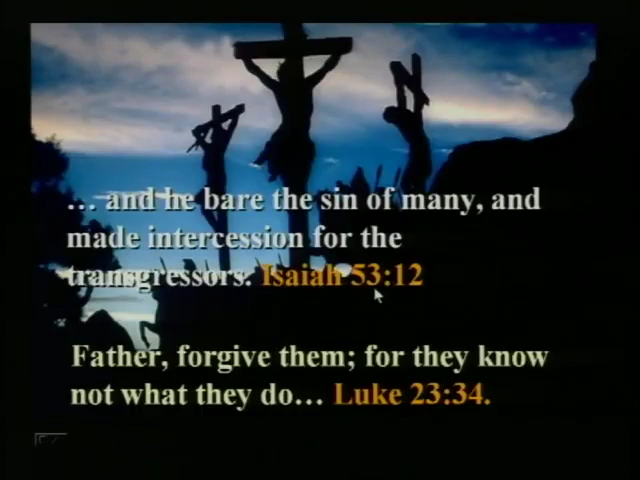 … and he bare the sin of many, and
made intercession for the
transgressors. Isaiah 53:12
Father, forgive them; for they know
not what they do… Luke 23:34.